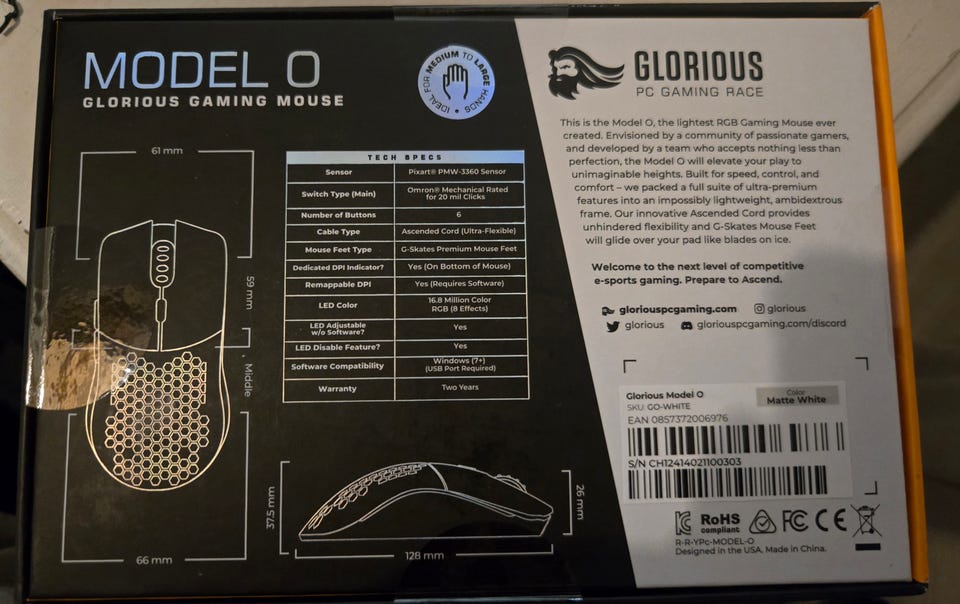 MODEL O
GLORIOUS GAMING MOUSE
IDEAL FOR MEDIUM TO LARGE HANDS
61 mm
59 mm
Middle
66 mm
TECH SPECS
Sensor Pixart® PMW-3360 Sensor
Switch Type (Main) Omron® Mechanical Rated
for 20 mil Clicks
Number of Buttons 6
Cable Type Ascended Cord (Ultra-Flexible)
Mouse Feet Type G-Skates Premium Mouse Feet
Dedicated DPI Indicator? Yes (On Bottom of Mouse)
Remappable DPI Yes (Requires Software)
LED Color 16.8 Million Color
RGB (8 Effects)
LED Adjustable
w/o Software? Yes
LED Disable Feature? Yes
Software Compatibility Windows (7+)
(USB Port Required)
Warranty Two Years
37.5 mm
26 mm
128 mm
GLORIOUS
PC GAMING RACE
This is the Model O, the lightest RGB Gaming Mouse ever
created. Envisioned by a community of passionate gamers,
and developed by a team who accepts nothing less than
perfection, the Model O will elevate your play to
unimaginable heights. Built for speed, control, and
comfort – we packed a full suite of ultra-premium
features into an impossibly lightweight, ambidextrous
frame. Our innovative Ascended Cord provides
unhindered flexibility and G-Skates Mouse Feet
will glide over your pad like blades on ice.
Welcome to the next level of competitive
e-sports gaming. Prepare to Ascend.
gloriouspcgaming.com glorious
glorious gloriouspcgaming.com/discord
Glorious Model O
SKU: GO-WHITE
Color
Matte White
EAN 0857372006976
S/N CH12414021100303
RoHS
compliant
FC CE
R-R-YPc-MODEL-O
Designed in the USA. Made in China.